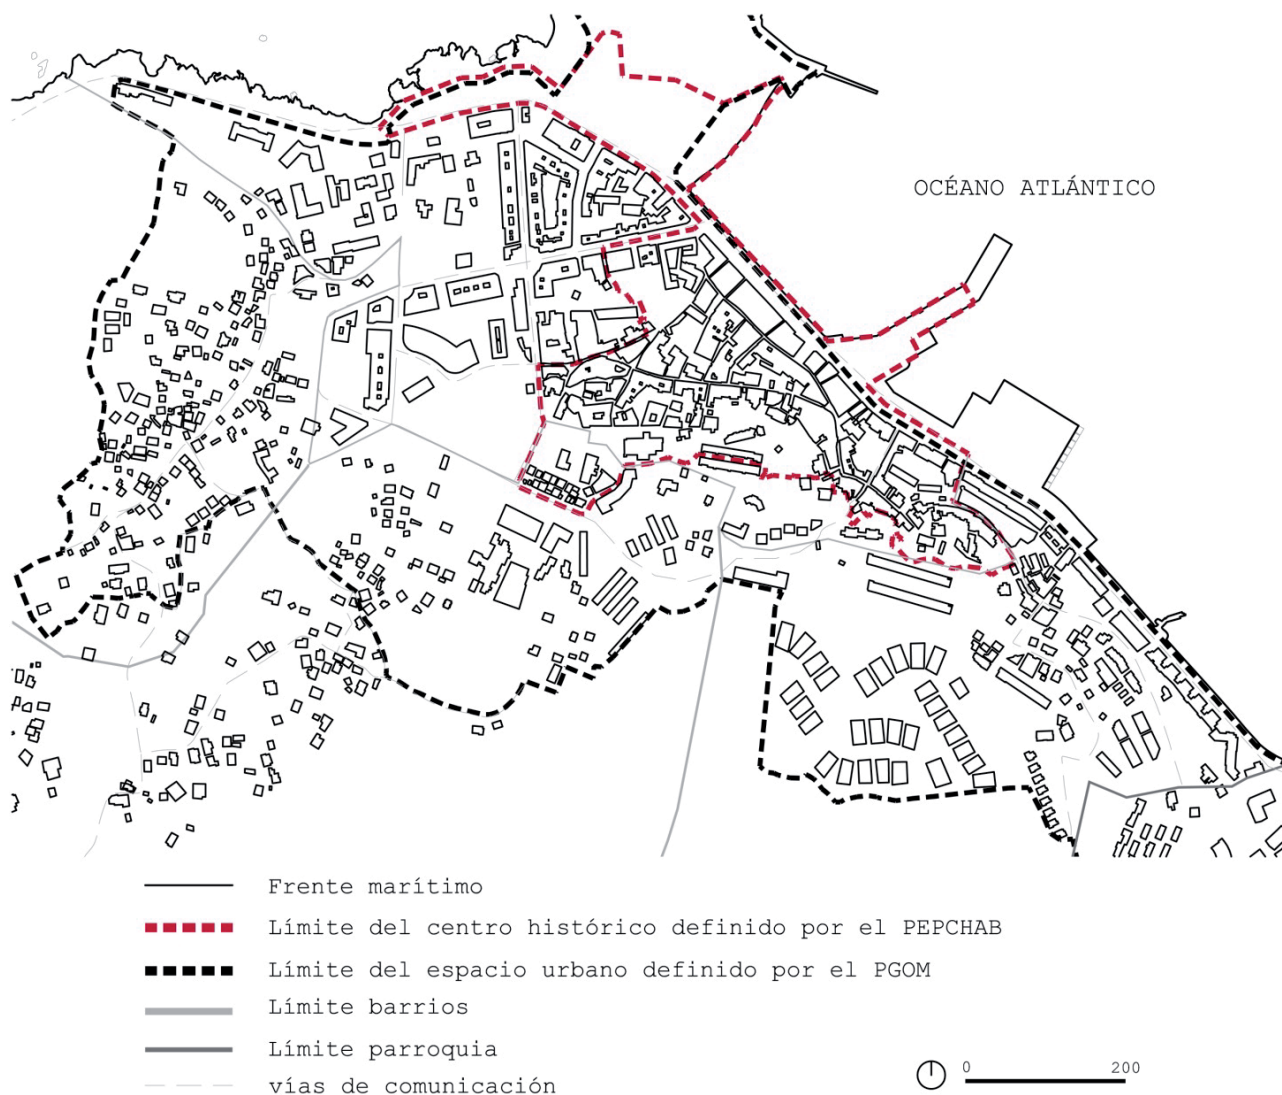 OCÉANO ATLÁNTICO
Frente marítimo
Límite del centro histórico definido por el PEPCHAB
Límite del espacio urbano definido por el PGOM
Límite barrios
Límite parroquia
vías de comunicación
0 200